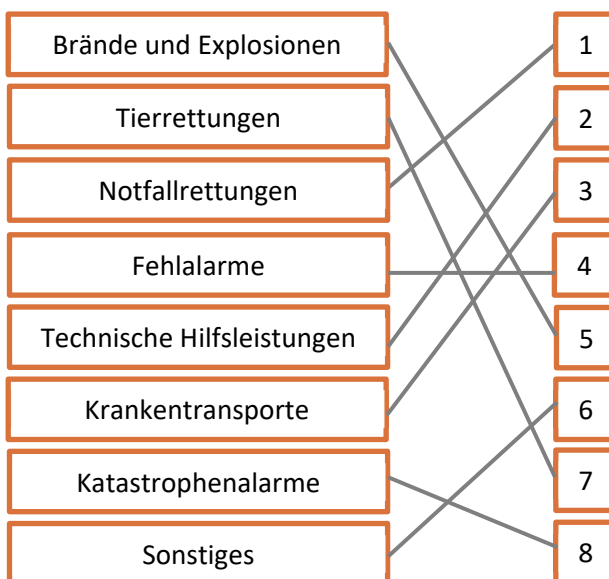 Brände und Explosionen 1
Tierrettungen 2
Notfallrettungen 3
Fehlalarme 4
Technische Hilfsleistungen 5
Krankentransporte 6
Katastrophenalarme 7
Sonstiges 8